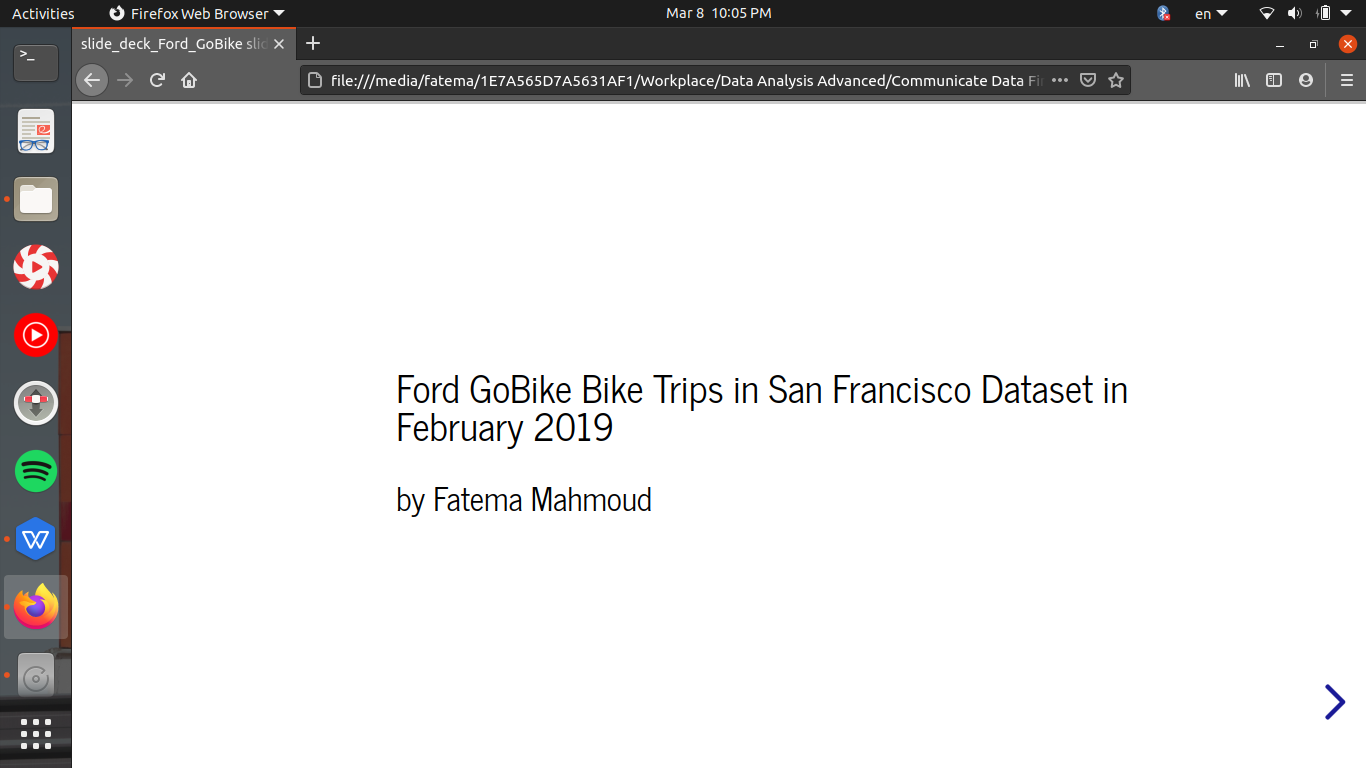 Activities
Firefox Web Browser
Mar 8 10:05 PM
en
slide_deck_Ford_GoBike slid
file:///media/fatema/1E7A565D7A5631AF1/Workplace/Data Analysis Advanced/Communicate Data Fi
Ford GoBike Bike Trips in San Francisco Dataset in
February 2019
by Fatema Mahmoud